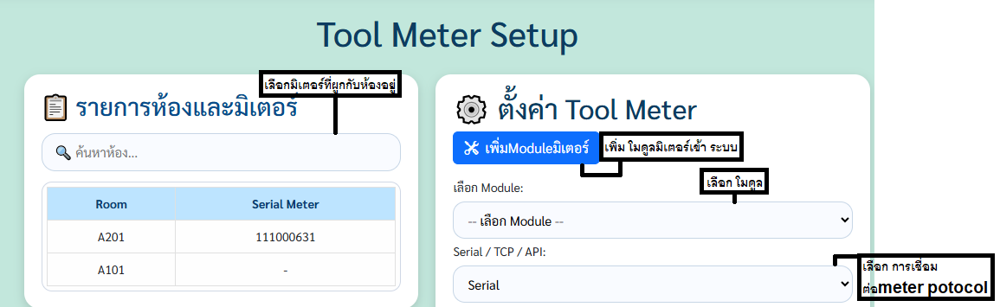 Tool Meter Setup
เลือกมิเตอร์ที่ผูกกับห้องอยู่
รายการห้องและมิเตอร์
ค้นหาห้อง...
Room Serial Meter
A201 111000631
A101 -
ตั้งค่า Tool Meter
เพิ่มModuleมิเตอร์
เพิ่ม โมดูลมิเตอร์เข้า ระบบ
เลือก โมดูล
เลือก Module:
-- เลือก Module --
Serial / TCP / API:
Serial
เลือก การเชื่อม
ต่อmeter potocol